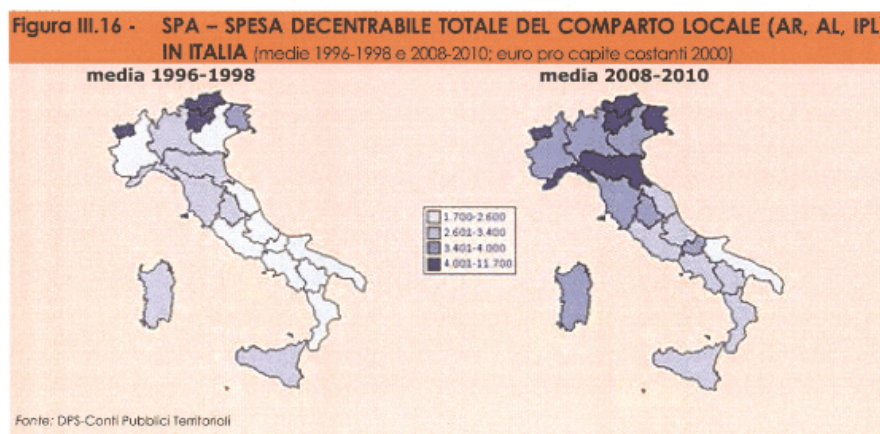 Figura III.16 - SPA – SPESA DECENTRABILE TOTALE DEL COMPARTO LOCALE (AR, AL, IPL)
IN ITALIA (medie 1996-1998 e 2008-2010; euro pro capite costanti 2000)
media 1996-1998
media 2008-2010
1.700-2.600
2.601-3.400
3.401-4.000
4.001-11.700
Fonte: DPS-Conti Pubblici Territoriali